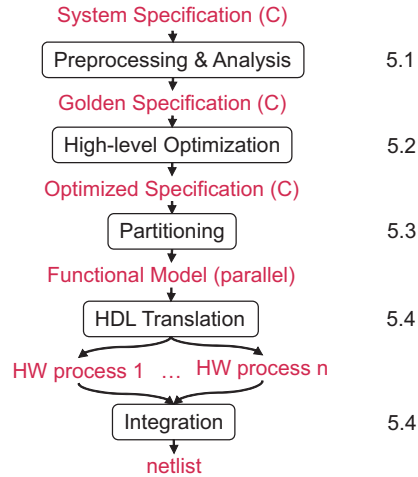 System Specification (C)
Preprocessing & Analysis 5.1
Golden Specification (C)
High-level Optimization 5.2
Optimized Specification (C)
Partitioning 5.3
Functional Model (parallel)
HDL Translation 5.4
HW process 1 … HW process n
Integration 5.4
netlist